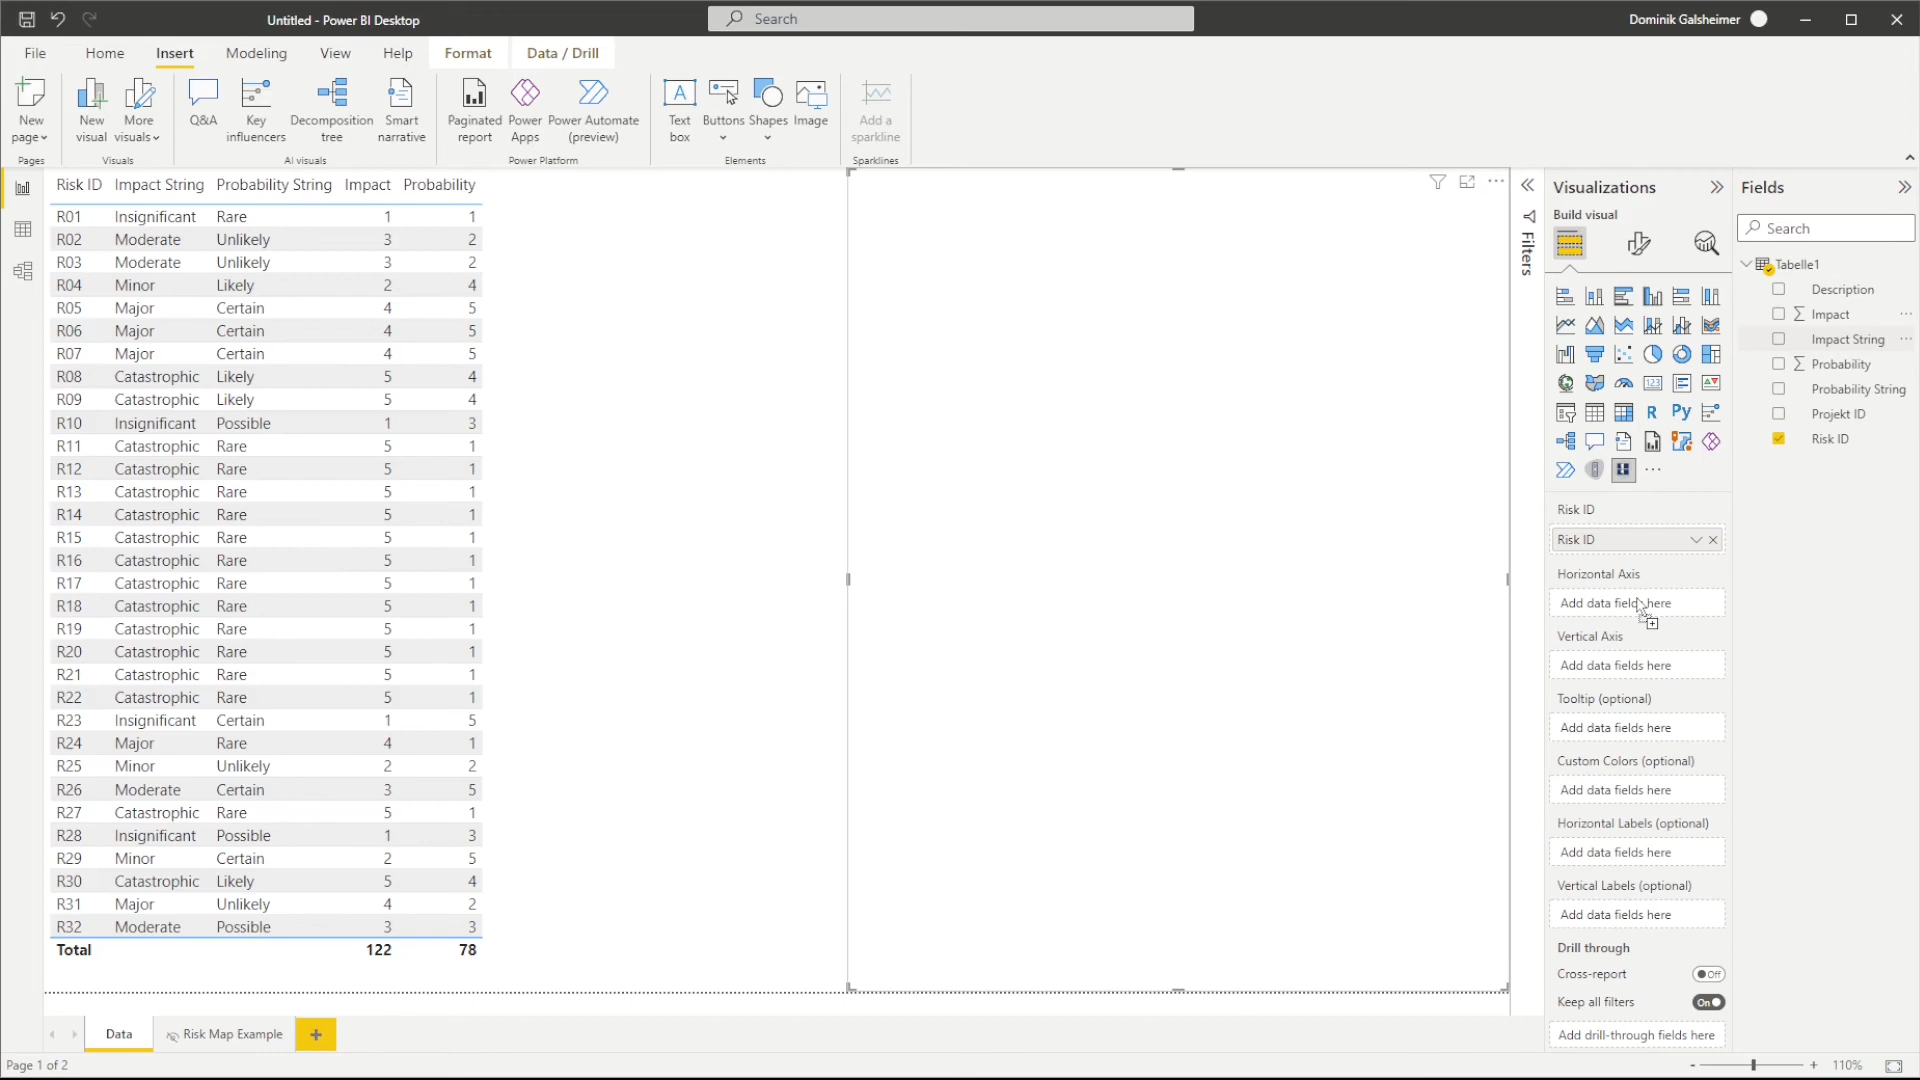 Untitled - Power BI Desktop
Search
Dominik Galsheimer
File Home Insert Modeling View Help Format Data / Drill
New page
New visual
More visuals
Q&A
Key influencers
Decomposition tree
Smart narrative
Paginated report
Power Apps
Power Automate (preview)
Text box
Buttons
Shapes
Image
Add a sparkline
Pages Visuals AI visuals Power Platform Elements Sparklines
Risk ID Impact String Probability String Impact Probability
R01 Insignificant Rare 1 1
R02 Moderate Unlikely 3 2
R03 Moderate Unlikely 3 2
R04 Minor Likely 2 4
R05 Major Certain 4 5
R06 Major Certain 4 5
R07 Major Certain 4 5
R08 Catastrophic Likely 5 4
R09 Catastrophic Likely 5 4
R10 Insignificant Possible 1 3
R11 Catastrophic Rare 5 1
R12 Catastrophic Rare 5 1
R13 Catastrophic Rare 5 1
R14 Catastrophic Rare 5 1
R15 Catastrophic Rare 5 1
R16 Catastrophic Rare 5 1
R17 Catastrophic Rare 5 1
R18 Catastrophic Rare 5 1
R19 Catastrophic Rare 5 1
R20 Catastrophic Rare 5 1
R21 Catastrophic Rare 5 1
R22 Catastrophic Rare 5 1
R23 Insignificant Certain 1 5
R24 Major Rare 4 1
R25 Minor Unlikely 2 2
R26 Moderate Certain 3 5
R27 Catastrophic Rare 5 1
R28 Insignificant Possible 1 3
R29 Minor Certain 2 5
R30 Catastrophic Likely 5 4
R31 Major Unlikely 4 2
R32 Moderate Possible 3 3
Total 122 78
Filters
Visualizations
Build visual
R Py
123
Risk ID
Risk ID
Horizontal Axis
Add data fields here
Vertical Axis
Add data fields here
Tooltip (optional)
Add data fields here
Custom Colors (optional)
Add data fields here
Horizontal Labels (optional)
Add data fields here
Vertical Labels (optional)
Add data fields here
Drill through
Cross-report Off
Keep all filters On
Add drill-through fields here
Fields
Search
Tabelle1
Description
Impact
Impact String
Probability
Probability String
Projekt ID
Risk ID
Data
Risk Map Example
Page 1 of 2
110%